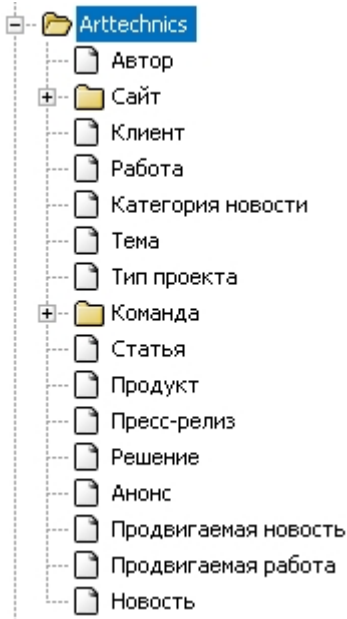 Arttechnics
Автор
Сайт
Клиент
Работа
Категория новости
Тема
Тип проекта
Команда
Статья
Продукт
Пресс-релиз
Решение
Анонс
Продвигаемая новость
Продвигаемая работа
Новость